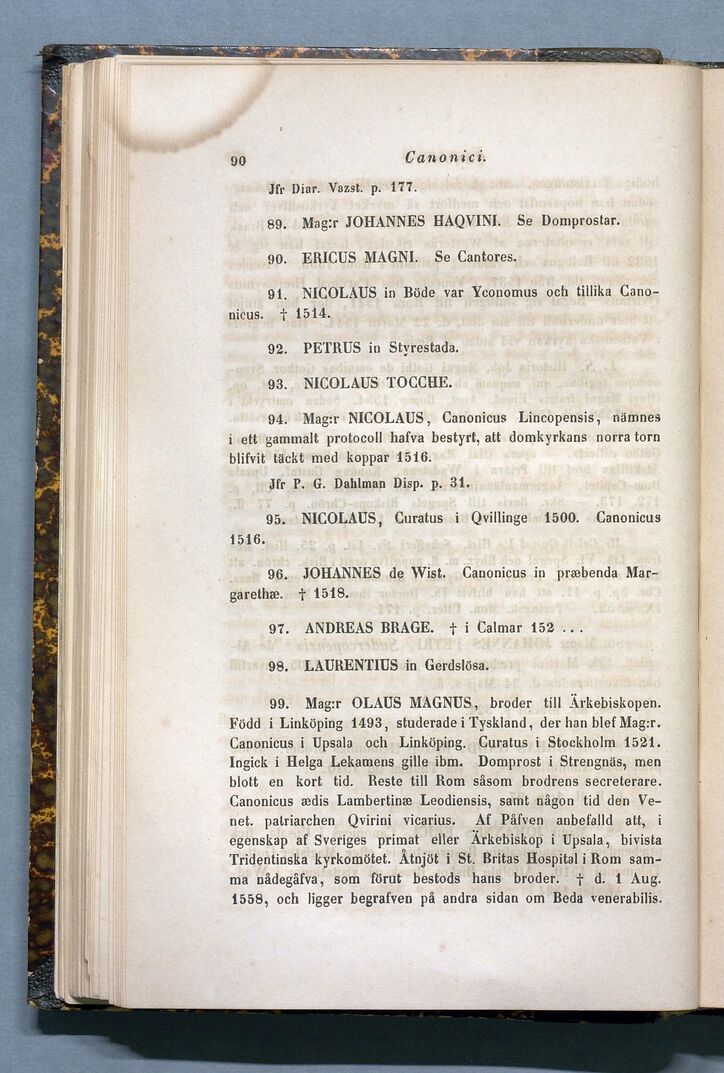 90 Canonici.
Jfr Diar. Vazst. p. 177.
89. Mag:r JOHANNES HAQVINI. Se Domprostar.
90. ERICUS MAGNI. Se Cantores.
91. NICOLAUS in Böde var Yconomus och tillika Cano-
nicus. † 1514.
92. PETRUS in Styrestada.
93. NICOLAUS TOCCHE.
94. Mag:r NICOLAUS, Canonicus Lincopensis, nämnes
i ett gammalt protocoll hafva bestyrt, att domkyrkans norra torn
blifvit täckt med koppar 1516.
Jfr P. G. Dahlman Disp. p. 31.
95. NICOLAUS, Curatus i Qvillinge 1500. Canonicus
1516.
96. JOHANNES de Wist. Canonicus in præbenda Mar-
garethæ. † 1518.
97. ANDREAS BRAGE. † i Calmar 152 ...
98. LAURENTIUS in Gerdslösa.
99. Mag:r OLAUS MAGNUS, broder till Ärkebiskopen.
Född i Linköping 1493, studerade i Tyskland, der han blef Mag:r.
Canonicus i Upsala och Linköping. Curatus i Stockholm 1521.
Ingick i Helga Lekamens gille ibm. Domprost i Strengnäs, men
blott en kort tid. Reste till Rom såsom brodrens secreterare.
Canonicus ædis Lambertinæ Leodiensis, samt någon tid den Ve-
net. patriarchen Qvirini vicarius. Af Påfven anbefalld att, i
egenskap af Sveriges primat eller Ärkebiskop i Upsala, bivista
Tridentinska kyrkomötet. Åtnjöt i St. Britas Hospital i Rom sam-
ma nådegåfva, som förut bestods hans broder. † d. 1 Aug.
1558, och ligger begrafven på andra sidan om Beda venerabilis.